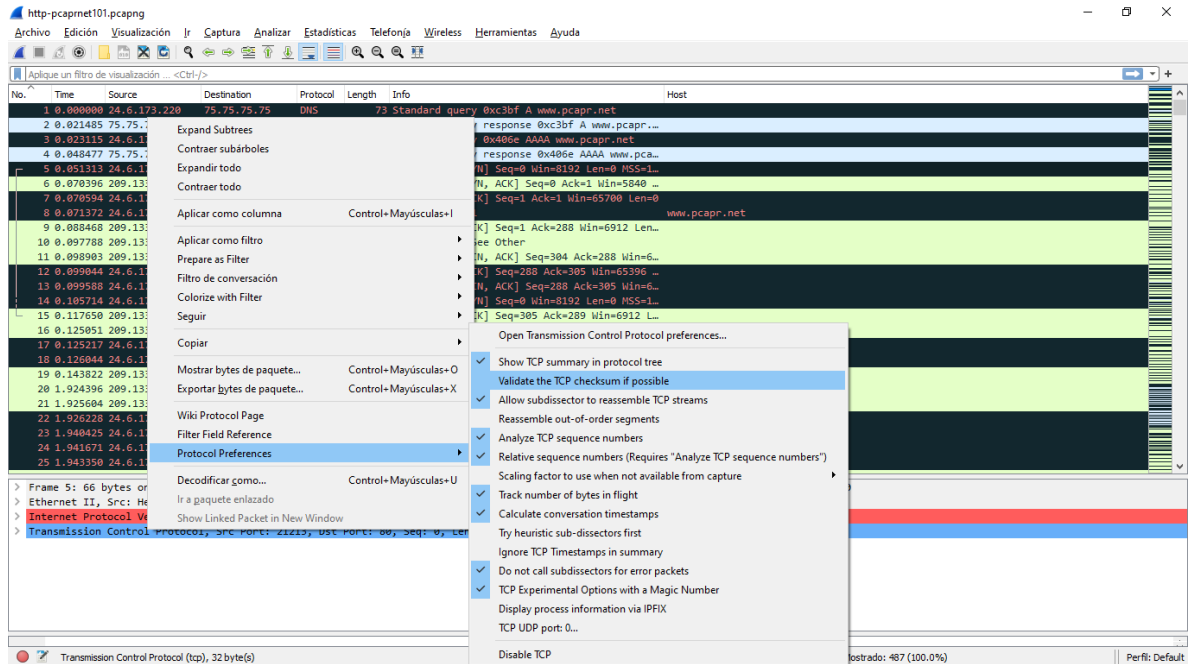 http-pcaprnet101.pcapng
Archivo Edición Visualización Ir Captura Analizar Estadísticas Telefonía Wireless Herramientas Ayuda
Aplique un filtro de visualización ... <Ctrl-/>
No. Time Source Destination Protocol Length Info Host
1 0.000000 24.6.173.220 75.75.75.75 DNS 73 Standard query 0xc3bf A www.pcapr.net
2 0.021485 75.75. response 0xc3bf A www.pcapr.…
3 0.023115 24.6.1 0x406e AAAA www.pcapr.net
4 0.048477 75.75. response 0x406e AAAA www.pca…
5 0.051313 24.6.1 N] Seq=0 Win=8192 Len=0 MSS=1…
6 0.070396 209.13 N, ACK] Seq=0 Ack=1 Win=5840 …
7 0.070594 24.6.1 K] Seq=1 Ack=1 Win=65700 Len=0
8 0.071372 24.6.1 www.pcapr.net
9 0.088468 209.13 K] Seq=1 Ack=288 Win=6912 Len…
10 0.097788 209.13 ee Other
11 0.098903 209.13 N, ACK] Seq=304 Ack=288 Win=6…
12 0.099044 24.6.1 K] Seq=288 Ack=305 Win=65396 …
13 0.099588 24.6.1 N, ACK] Seq=288 Ack=305 Win=6…
14 0.105714 24.6.1 N] Seq=0 Win=8192 Len=0 MSS=1…
15 0.117650 209.13 K] Seq=305 Ack=289 Win=6912 L…
16 0.125051 209.13
17 0.125217 24.6.1
18 0.126044 24.6.1
19 0.143822 209.13
20 1.924396 209.13
21 1.925604 209.13
22 1.926228 24.6.1
23 1.940425 24.6.1
24 1.941671 24.6.1
25 1.943350 24.6.1
Expand Subtrees
Contraer subárboles
Expandir todo
Contraer todo
Aplicar como columna Control+Mayúsculas+I
Aplicar como filtro
Prepare as Filter
Filtro de conversación
Colorize with Filter
Seguir
Copiar
Mostrar bytes de paquete... Control+Mayúsculas+O
Exportar bytes de paquete... Control+Mayúsculas+X
Wiki Protocol Page
Filter Field Reference
Protocol Preferences
Decodificar como... Control+Mayúsculas+U
Ir a paquete enlazado
Show Linked Packet in New Window
Open Transmission Control Protocol preferences...
Show TCP summary in protocol tree
Validate the TCP checksum if possible
Allow subdissector to reassemble TCP streams
Reassemble out-of-order segments
Analyze TCP sequence numbers
Relative sequence numbers (Requires "Analyze TCP sequence numbers")
Scaling factor to use when not available from capture
Track number of bytes in flight
Calculate conversation timestamps
Try heuristic sub-dissectors first
Ignore TCP Timestamps in summary
Do not call subdissectors for error packets
TCP Experimental Options with a Magic Number
Display process information via IPFIX
TCP UDP port: 0...
Disable TCP
Frame 5: 66 bytes or
Ethernet II, Src: He
Internet Protocol Ve
Transmission Control Protocol, Src Port: 21213, Dst Port: 80, Seq: 0, Ler
Transmission Control Protocol (tcp), 32 byte(s) lostrado: 487 (100.0%) Perfil: Default